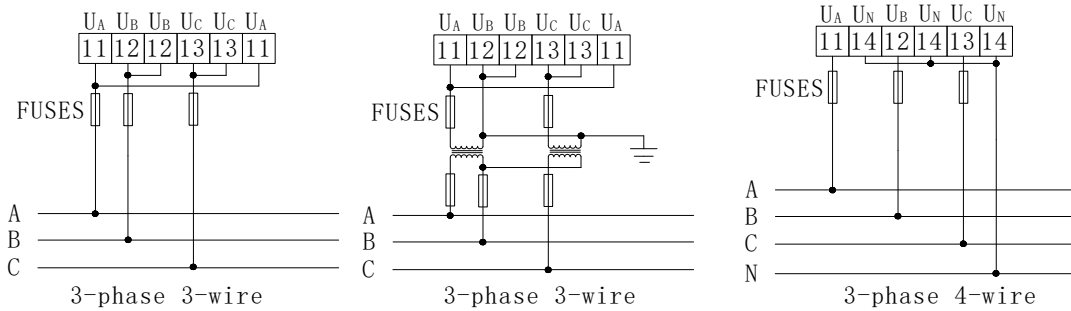 UA UB UB UC UC UA
11 12 12 13 13 11
FUSES
A
B
C
3-phase 3-wire
UA UB UB UC UC UA
11 12 12 13 13 11
FUSES
A
B
C
3-phase 3-wire
UA UN UB UN UC UN
11 14 12 14 13 14
FUSES
A
B
C
N
3-phase 4-wire